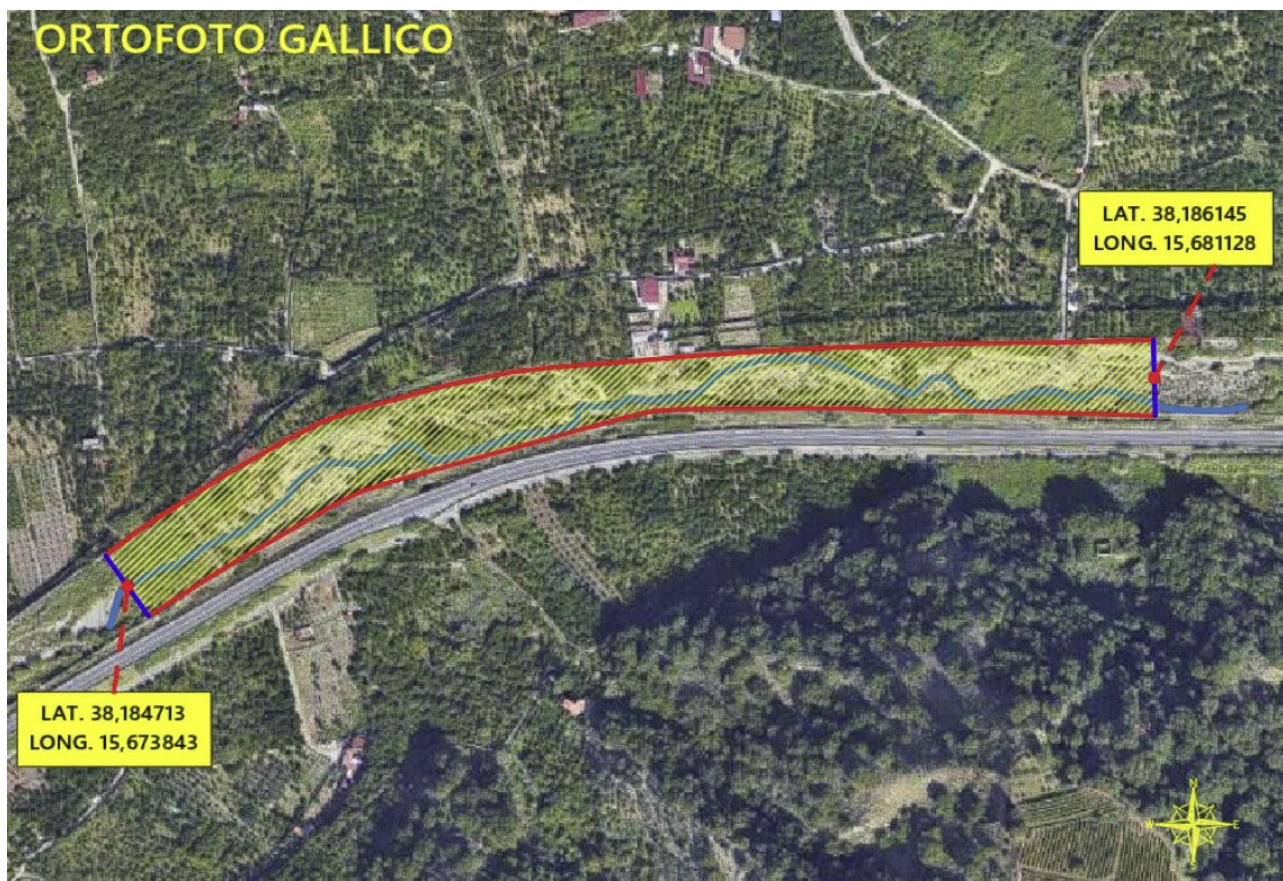 ORTOFOTO GALLICO
LAT. 38,186145
LONG. 15,681128
LAT. 38,184713
LONG. 15,673843
N
W
E
S